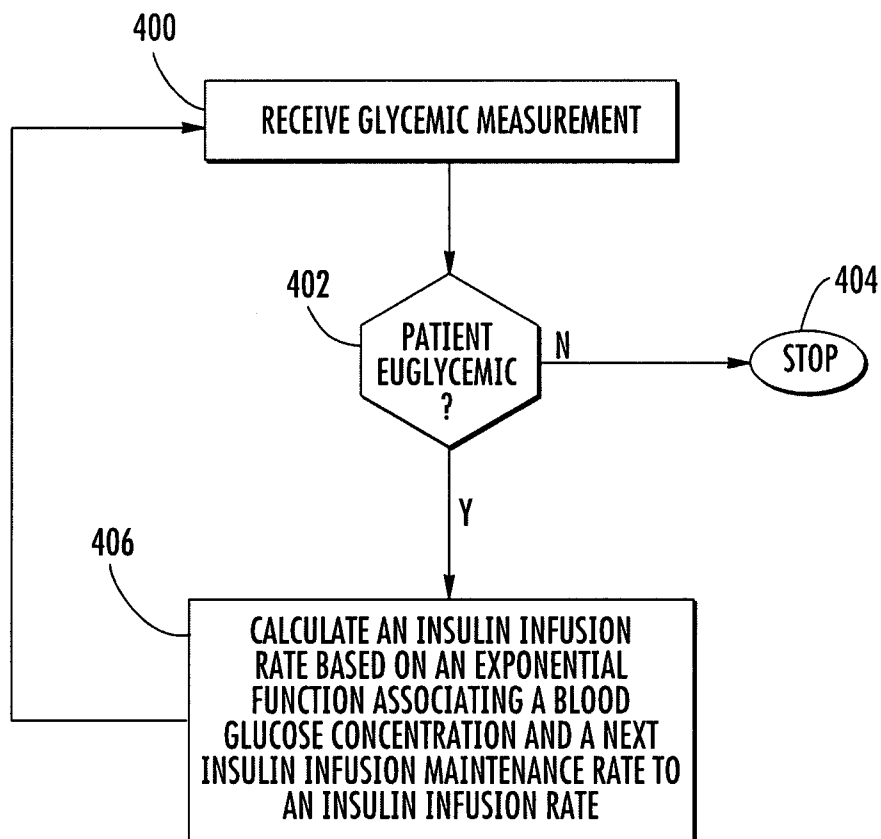 400
RECEIVE GLYCEMIC MEASUREMENT
402
PATIENT
EUGLYCEMIC
?
N
404
STOP
Y
406
CALCULATE AN INSULIN INFUSION
RATE BASED ON AN EXPONENTIAL
FUNCTION ASSOCIATING A BLOOD
GLUCOSE CONCENTRATION AND A NEXT
INSULIN INFUSION MAINTENANCE RATE TO
AN INSULIN INFUSION RATE